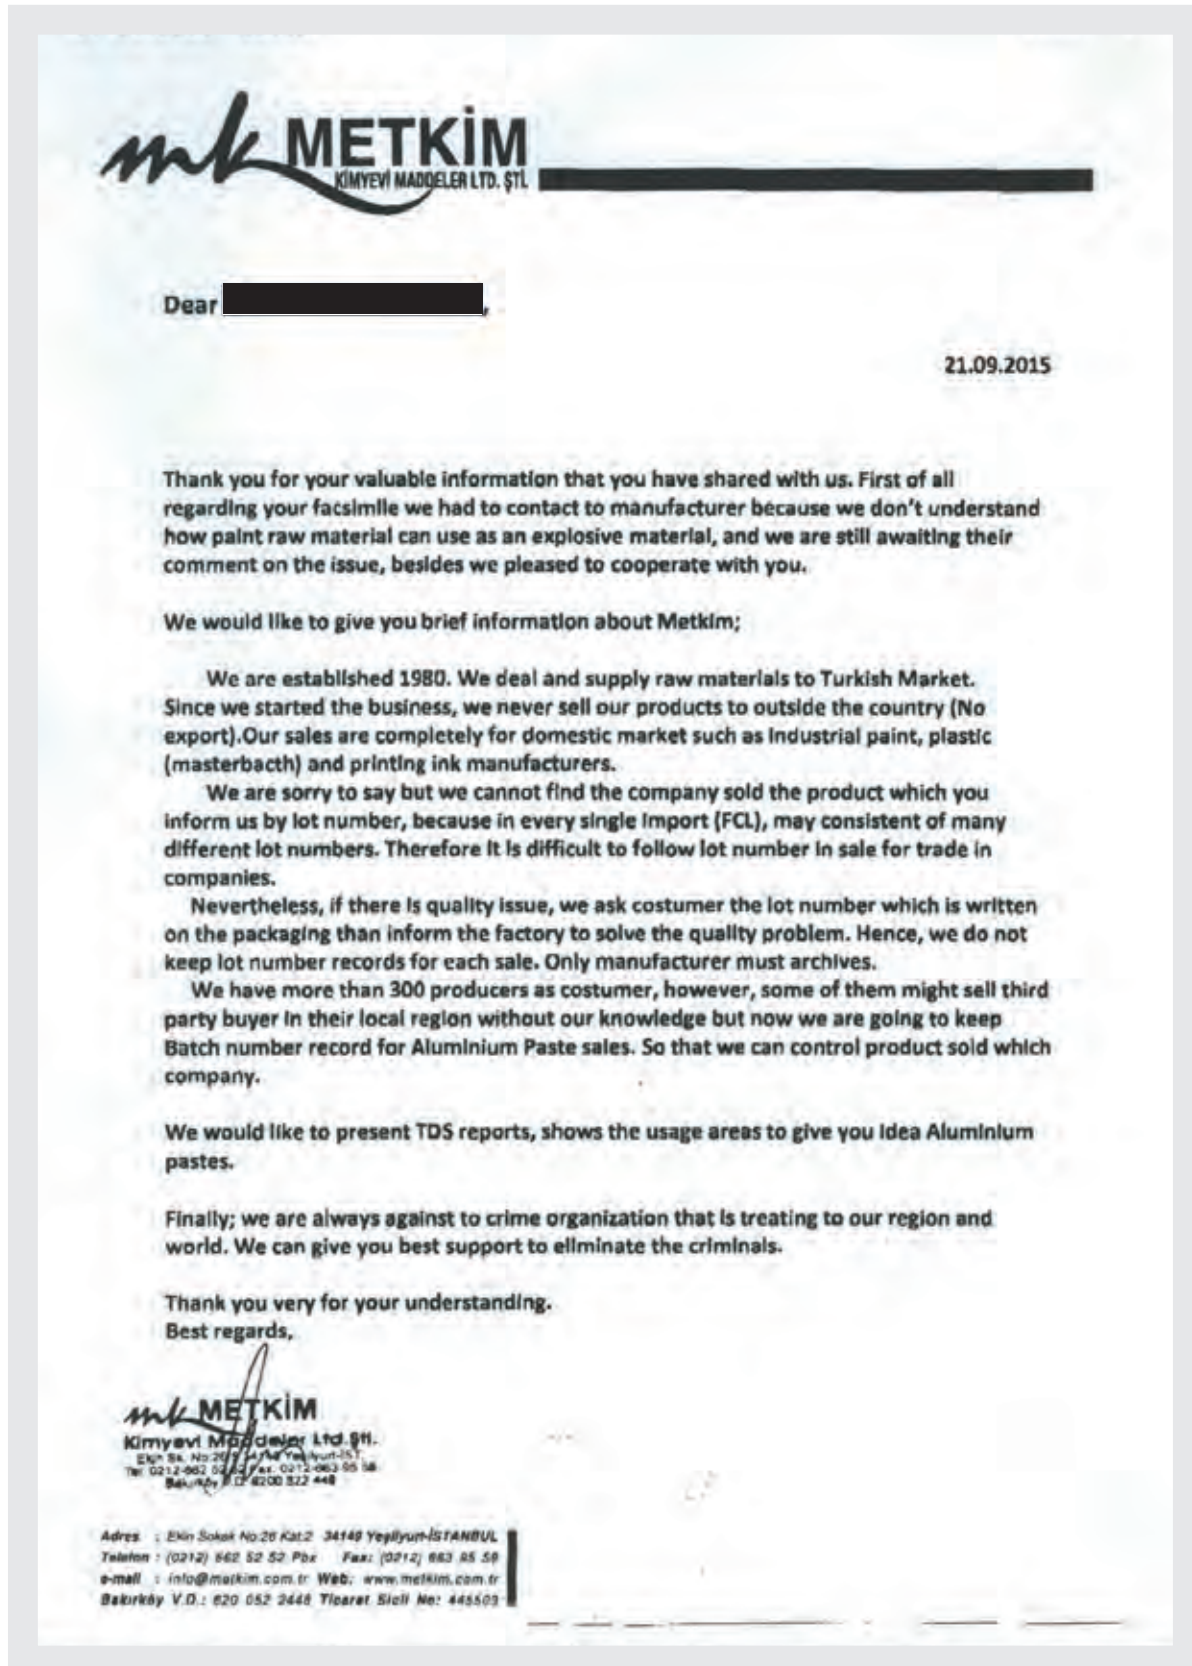 mk METKİM
KİMYEVİ MADDELER LTD. ŞTİ.
Dear
21.09.2015
Thank you for your valuable information that you have shared with us. First of all
regarding your facsimile we had to contact to manufacturer because we don't understand
how paint raw material can use as an explosive material, and we are still awaiting their
comment on the issue, besides we pleased to cooperate with you.
We would like to give you brief information about Metkim;
We are established 1980. We deal and supply raw materials to Turkish Market.
Since we started the business, we never sell our products to outside the country (No
export).Our sales are completely for domestic market such as industrial paint, plastic
(masterbacth) and printing ink manufacturers.
We are sorry to say but we cannot find the company sold the product which you
inform us by lot number, because in every single import (FCL), may consistent of many
different lot numbers. Therefore it is difficult to follow lot number in sale for trade in
companies.
Nevertheless, if there is quality issue, we ask costumer the lot number which is written
on the packaging than inform the factory to solve the quality problem. Hence, we do not
keep lot number records for each sale. Only manufacturer must archives.
We have more than 300 producers as costumer, however, some of them might sell third
party buyer in their local region without our knowledge but now we are going to keep
Batch number record for Aluminium Paste sales. So that we can control product sold which
company.
We would like to present TDS reports, shows the usage areas to give you idea Aluminium
pastes.
Finally; we are always against to crime organization that is treating to our region and
world. We can give you best support to eliminate the criminals.
Thank you very for your understanding.
Best regards,
mk METKİM
Kimyevi Maddeler Ltd.Şti.
Ekin Sk. Yeşilyurt-İST.
Tel: 0212-662 Fax: 0212-663 95 58
Bakırköy V.D.
Adres : Ekin Sokak No:26 Kat:2 34149 Yeşilyurt-İSTANBUL
Telefon : (0212) 662 52 52 Pbx Fax: (0212) 663 95 58
e-mail : info@metkim.com.tr Web: www.metkim.com.tr
Bakırköy V.D.: 620 052 2448 Ticaret Sicil No: 445503